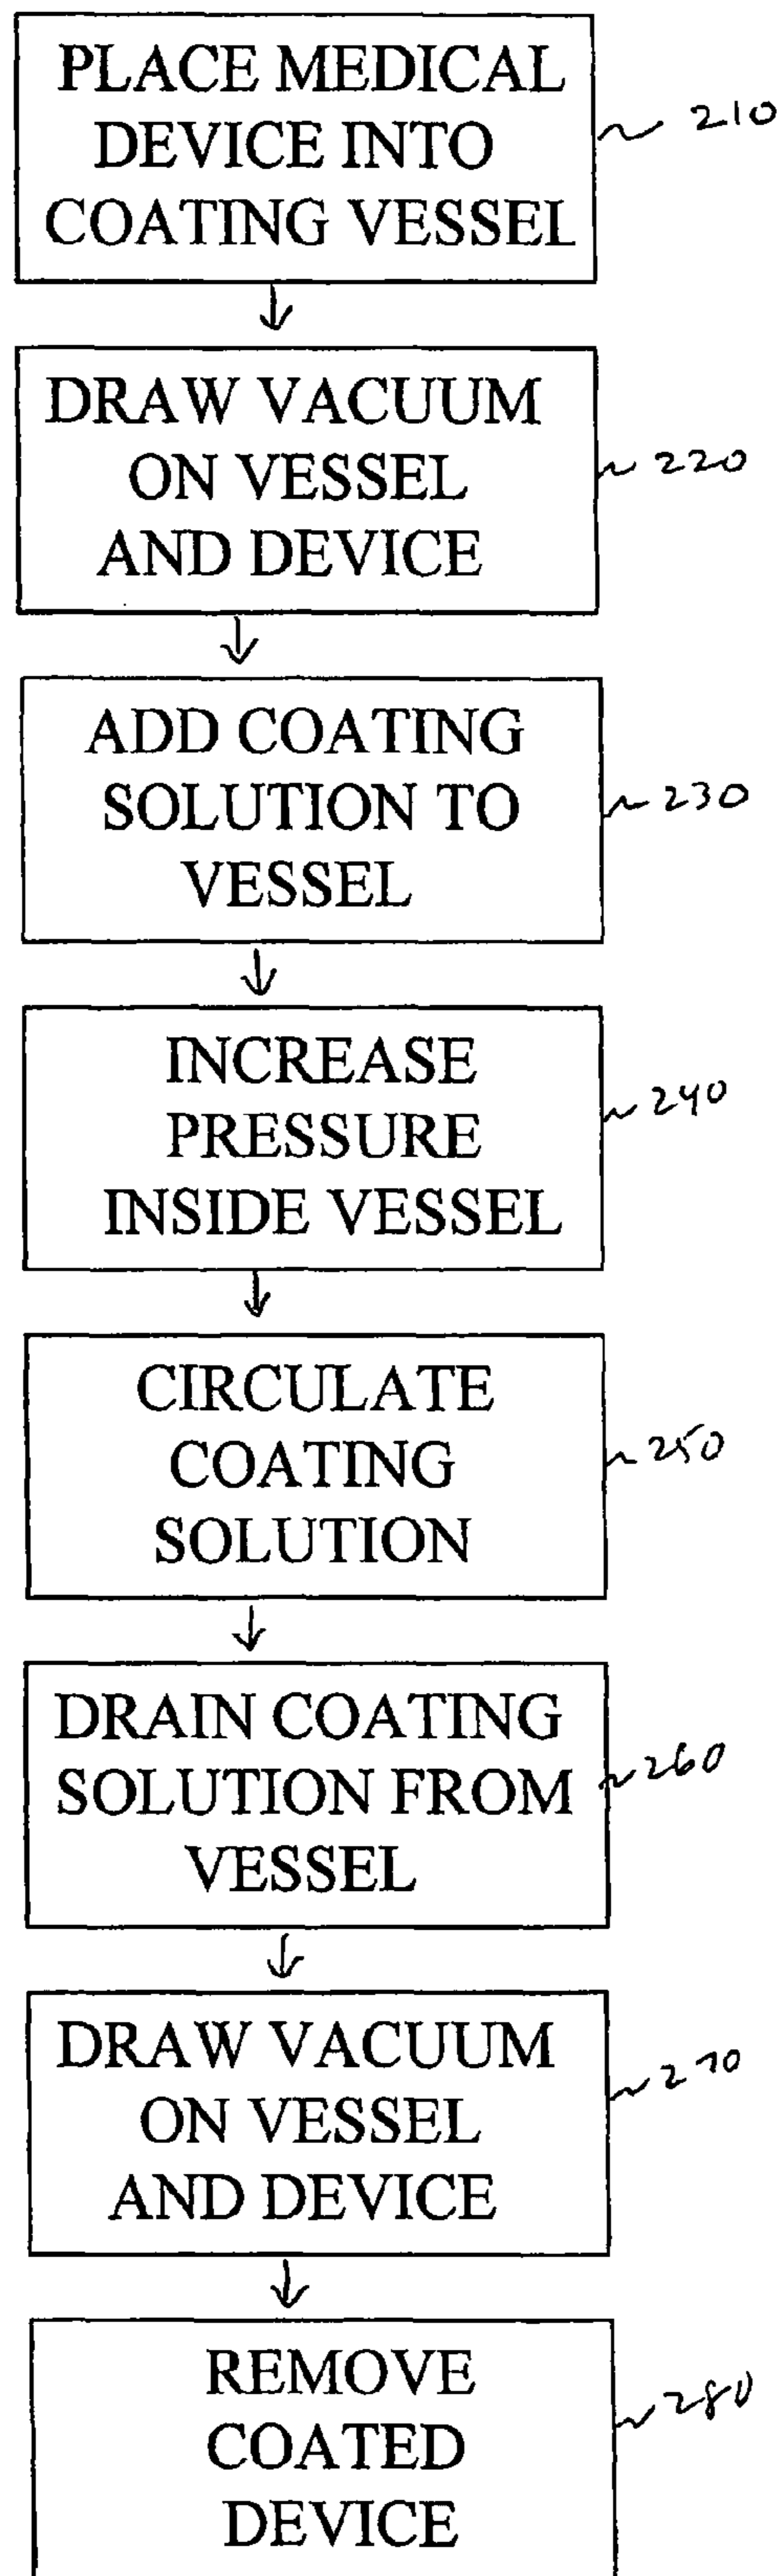 PLACE MEDICAL
DEVICE INTO
COATING VESSEL
210
DRAW VACUUM
ON VESSEL
AND DEVICE
220
ADD COATING
SOLUTION TO
VESSEL
230
INCREASE
PRESSURE
INSIDE VESSEL
240
CIRCULATE
COATING
SOLUTION
250
DRAIN COATING
SOLUTION FROM
VESSEL
260
DRAW VACUUM
ON VESSEL
AND DEVICE
270
REMOVE
COATED
DEVICE
280